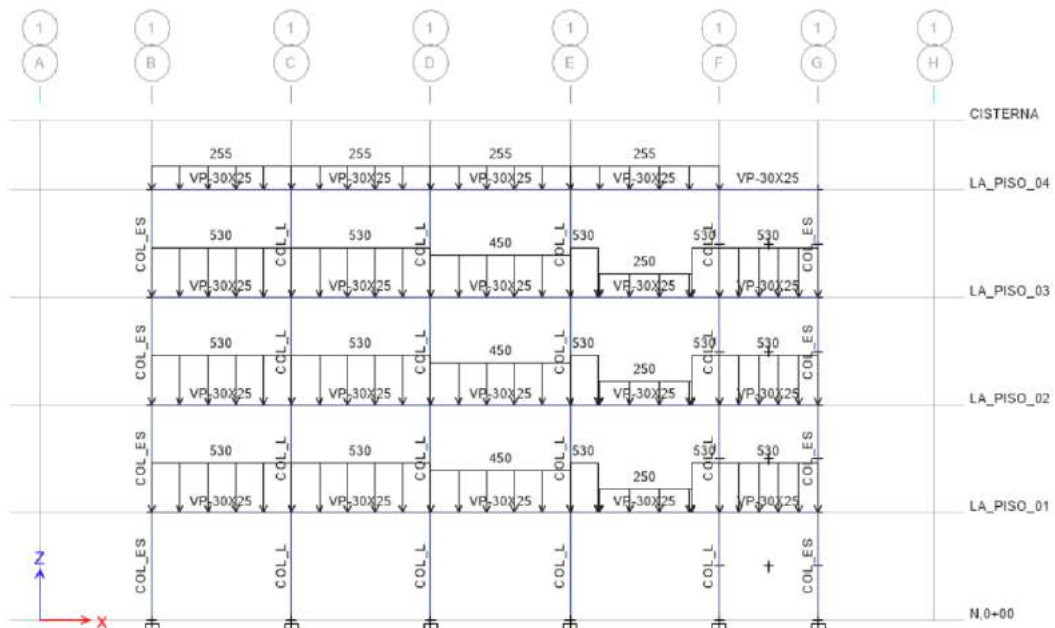 1 1 1 1 1 1 1 1
A B C D E F G H
CISTERNA
255 255 255 255
VP-30X25 VP-30X25 VP-30X25 VP-30X25 VP-30X25
LA_PISO_04
COL_ES COL_L COL_L COL_L COL_L COL_ES
530 530 450 530 250 530 530
VP-30X25 VP-30X25 VP-30X25 VP-30X25 VP-30X25
LA_PISO_03
COL_ES COL_L COL_L COL_L COL_L COL_ES
530 530 450 530 250 530 530
VP-30X25 VP-30X25 VP-30X25 VP-30X25 VP-30X25
LA_PISO_02
COL_ES COL_L COL_L COL_L COL_L COL_ES
530 530 450 530 250 530 530
VP-30X25 VP-30X25 VP-30X25 VP-30X25 VP-30X25
LA_PISO_01
COL_ES COL_L COL_L COL_L COL_L COL_ES
Z
X
N,0+00